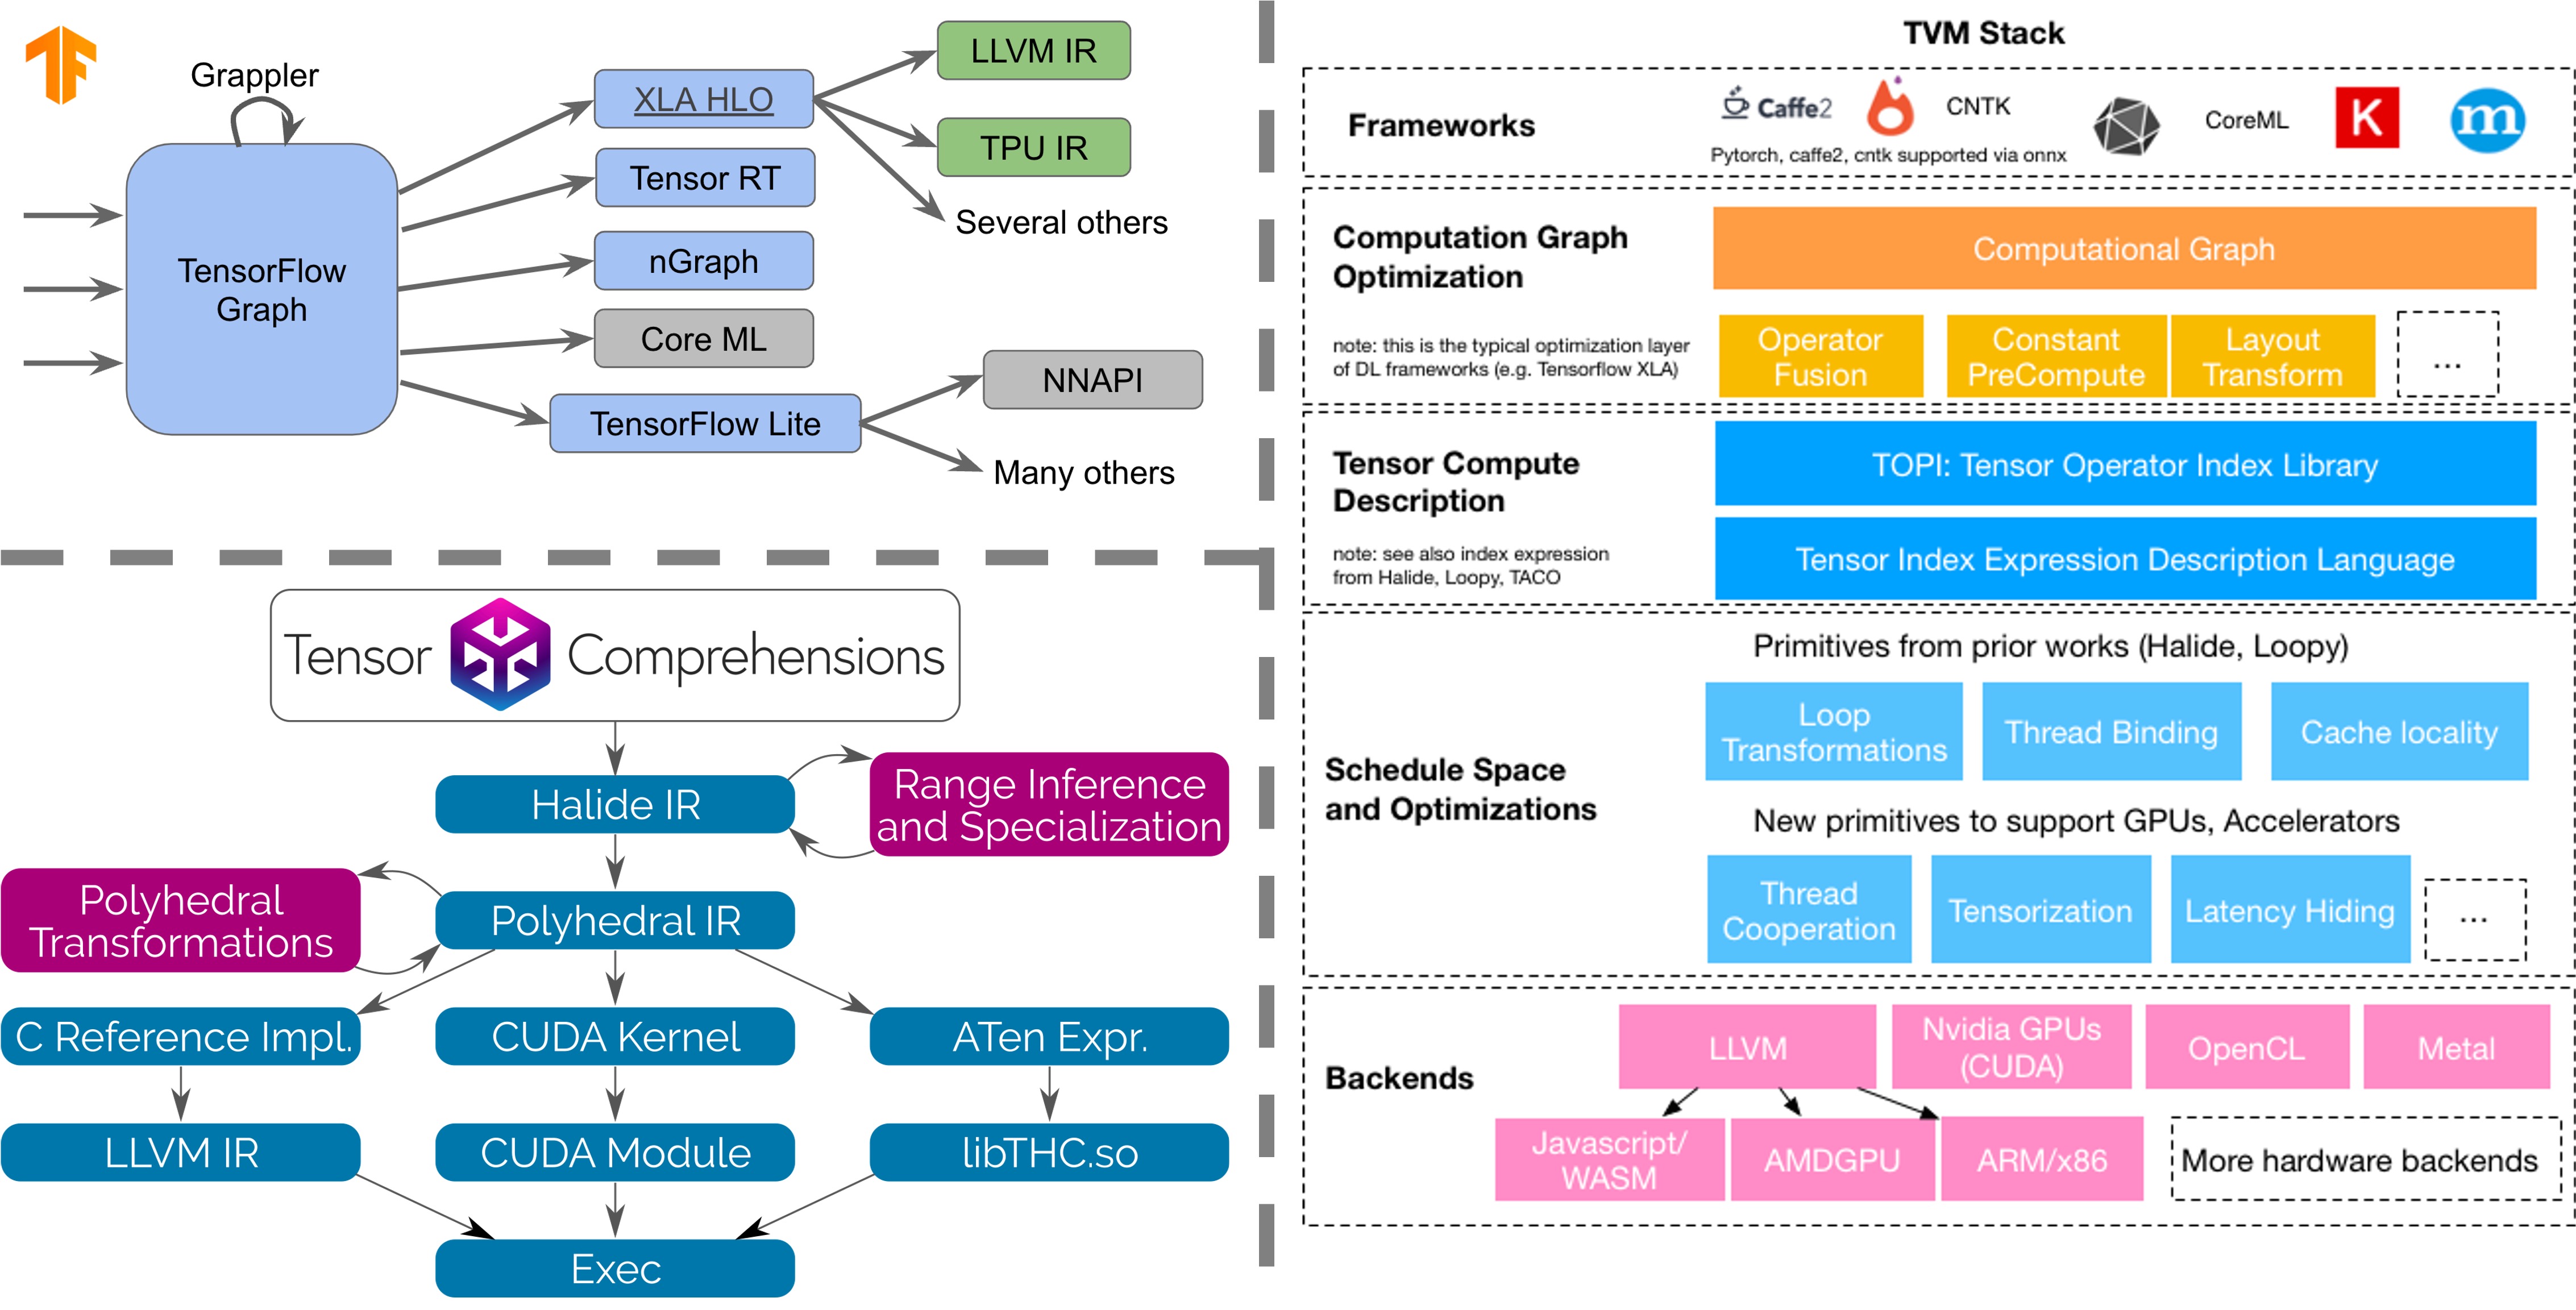 Grappler
TensorFlow
Graph
XLA HLO
Tensor RT
nGraph
Core ML
TensorFlow Lite
LLVM IR
TPU IR
Several others
NNAPI
Many others
Tensor Comprehensions
Halide IR
Range Inference
and Specialization
Polyhedral
Transformations
Polyhedral IR
C Reference Impl.
CUDA Kernel
ATen Expr.
LLVM IR
CUDA Module
libTHC.so
Exec
TVM Stack
Frameworks
Caffe2
CNTK
CoreML
K
m
Pytorch, caffe2, cntk supported via onnx
Computation Graph
Optimization
note: this is the typical optimization layer
of DL frameworks (e.g. Tensorflow XLA)
Computational Graph
Operator
Fusion
Constant
PreCompute
Layout
Transform
...
Tensor Compute
Description
note: see also index expression
from Halide, Loopy, TACO
TOPI: Tensor Operator Index Library
Tensor Index Expression Description Language
Schedule Space
and Optimizations
Primitives from prior works (Halide, Loopy)
Loop
Transformations
Thread Binding
Cache locality
New primitives to support GPUs, Accelerators
Thread
Cooperation
Tensorization
Latency Hiding
...
Backends
LLVM
Nvidia GPUs
(CUDA)
OpenCL
Metal
Javascript/
WASM
AMDGPU
ARM/x86
More hardware backends